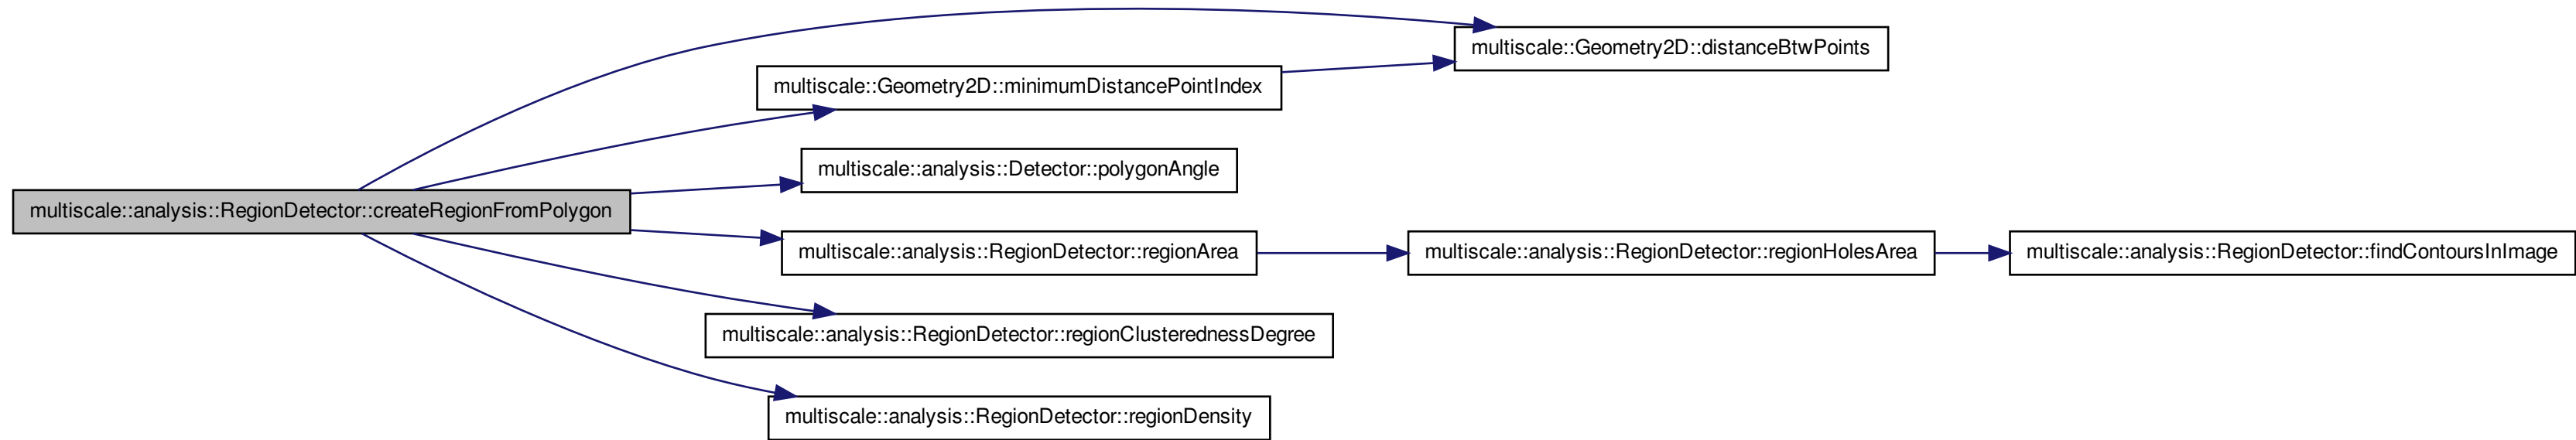 multiscale::Geometry2D::distanceBtwPoints
multiscale::Geometry2D::minimumDistancePointIndex
multiscale::analysis::Detector::polygonAngle
multiscale::analysis::RegionDetector::createRegionFromPolygon
multiscale::analysis::RegionDetector::regionArea
multiscale::analysis::RegionDetector::regionHolesArea
multiscale::analysis::RegionDetector::findContoursInImage
multiscale::analysis::RegionDetector::regionClusterednessDegree
multiscale::analysis::RegionDetector::regionDensity